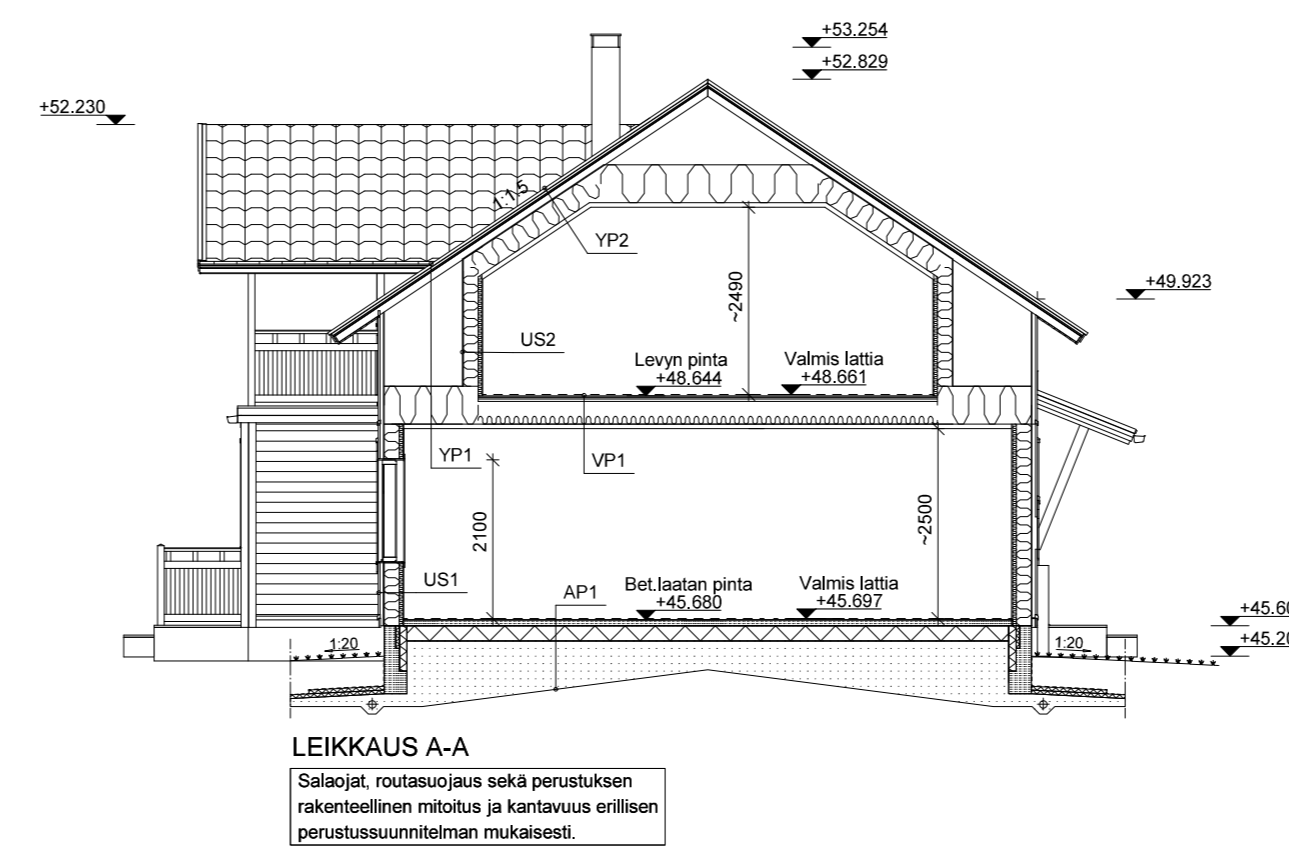 +53.254
+52.829
+52.230
1:1.5
YP2
+49.923
~2490
US2
Levyn pinta
+48.644
Valmis lattia
+48.661
YP1
VP1
2100
~2500
US1
AP1
Bet.laatan pinta
+45.680
Valmis lattia
+45.697
1:20
1:20
LEIKKAUS A-A
Salaojat, routasuojaus sekä perustuksen
rakenteellinen mitoitus ja kantavuus erillisen
perustussuunnitelman mukaisesti.